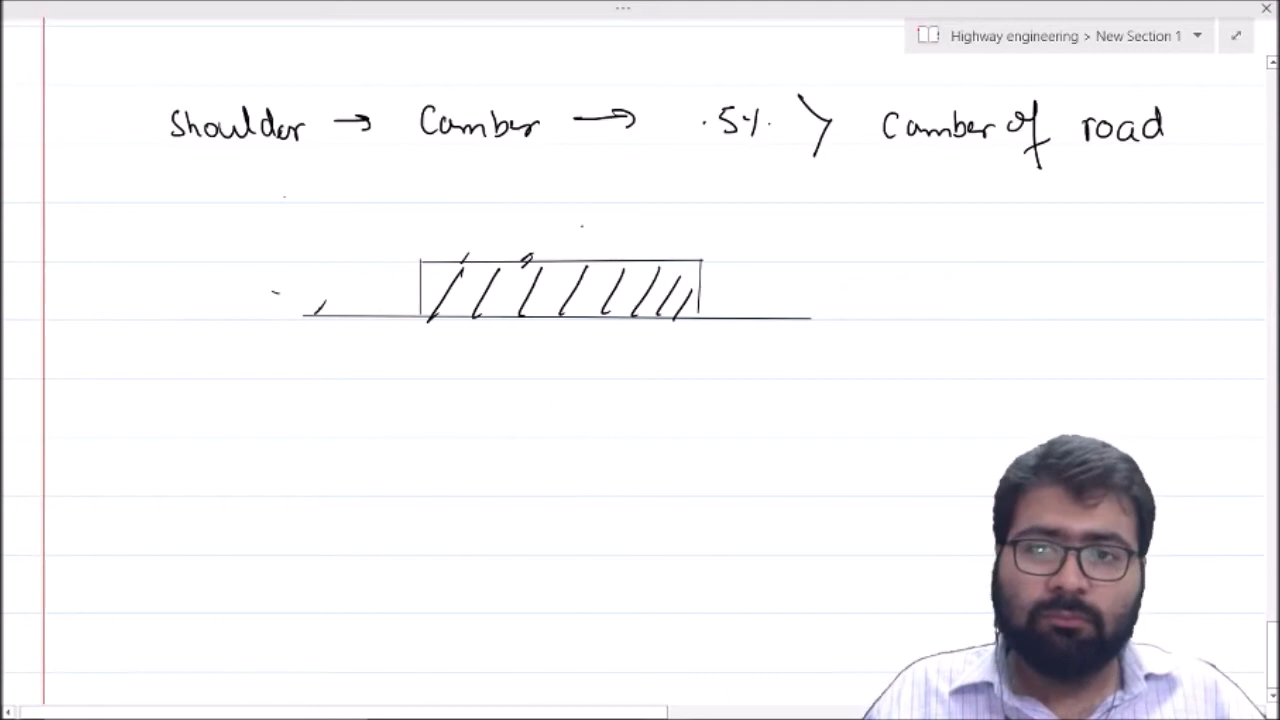 Highway engineering > New Section 1
Shoulder → Camber → .5%. > Camber of road